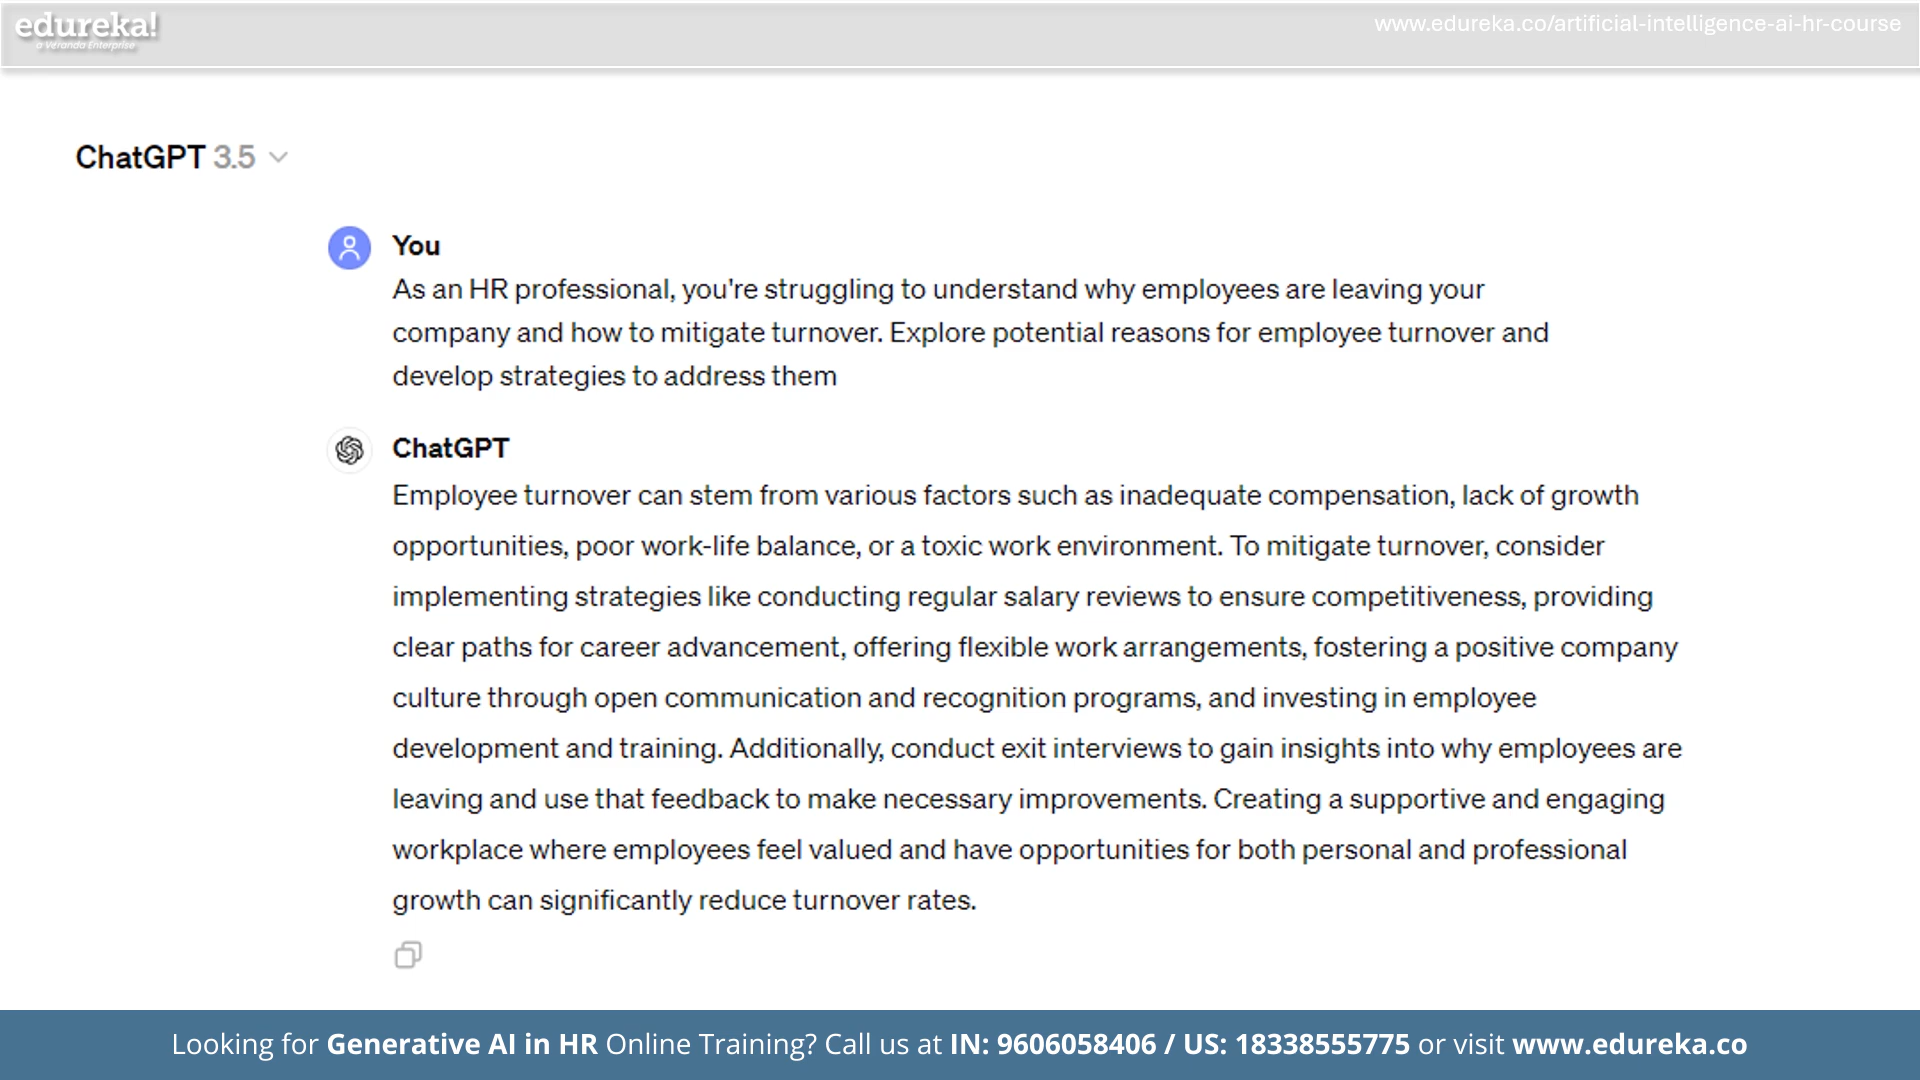 edureka!
a Veranda Enterprise
www.edureka.co/artificial-intelligence-ai-hr-course
ChatGPT 3.5
You
As an HR professional, you're struggling to understand why employees are leaving your
company and how to mitigate turnover. Explore potential reasons for employee turnover and
develop strategies to address them
ChatGPT
Employee turnover can stem from various factors such as inadequate compensation, lack of growth
opportunities, poor work-life balance, or a toxic work environment. To mitigate turnover, consider
implementing strategies like conducting regular salary reviews to ensure competitiveness, providing
clear paths for career advancement, offering flexible work arrangements, fostering a positive company
culture through open communication and recognition programs, and investing in employee
development and training. Additionally, conduct exit interviews to gain insights into why employees are
leaving and use that feedback to make necessary improvements. Creating a supportive and engaging
workplace where employees feel valued and have opportunities for both personal and professional
growth can significantly reduce turnover rates.
Looking for Generative AI in HR Online Training? Call us at IN: 9606058406 / US: 18338555775 or visit www.edureka.co